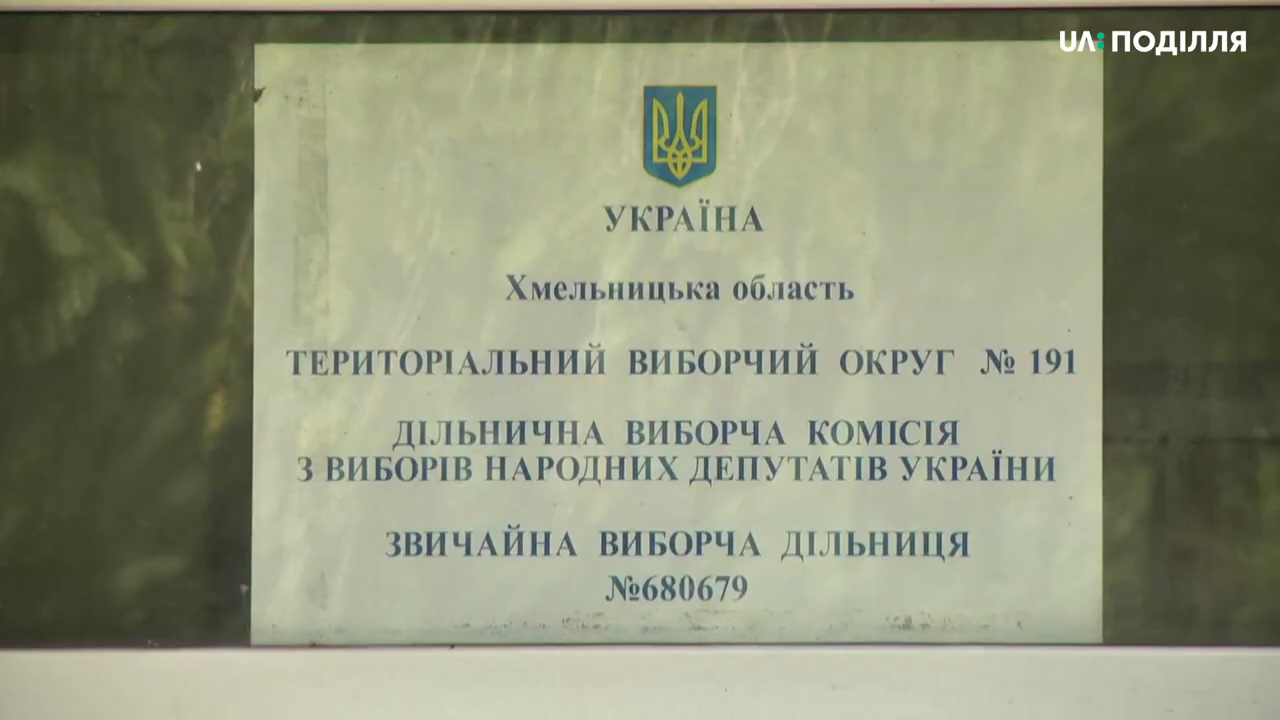 UA: ПОДІЛЛЯ
УКРАЇНА
Хмельницька область
ТЕРИТОРІАЛЬНИЙ ВИБОРЧИЙ ОКРУГ № 191
ДІЛЬНИЧНА ВИБОРЧА КОМІСІЯ
З ВИБОРІВ НАРОДНИХ ДЕПУТАТІВ УКРАЇНИ
ЗВИЧАЙНА ВИБОРЧА ДІЛЬНИЦЯ
№680679